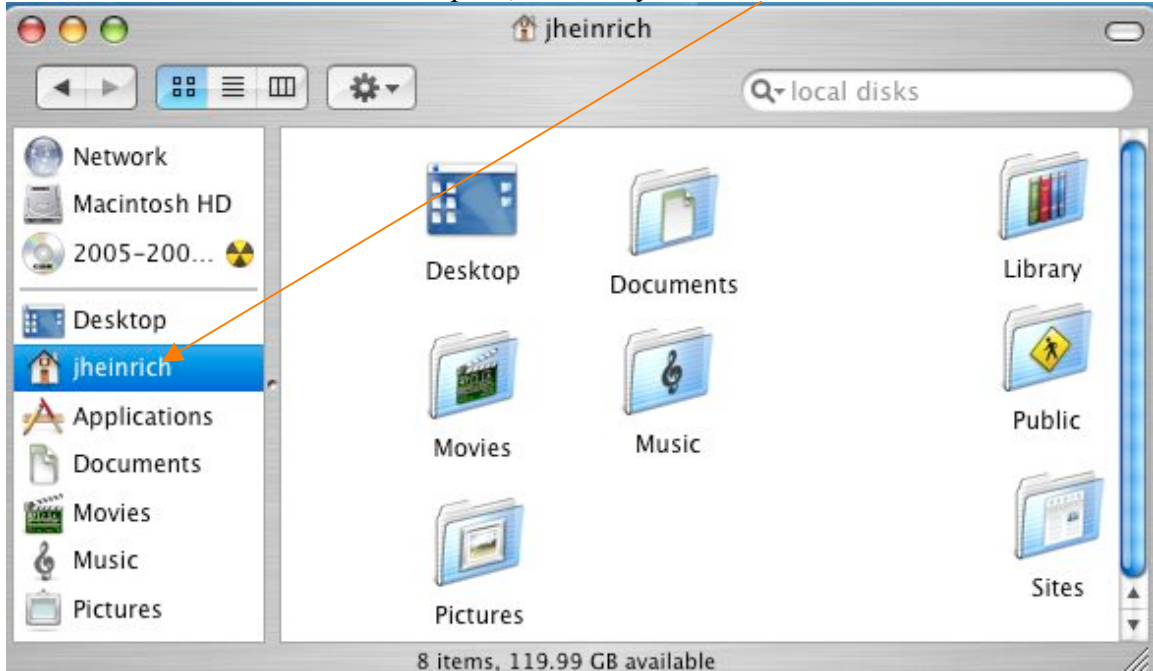 jheinrich
local disks
Network
Macintosh HD
2005-200...
Desktop
jheinrich
Applications
Documents
Movies
Music
Pictures
Desktop
Documents
Library
Movies
Music
Public
Pictures
Sites
8 items, 119.99 GB available